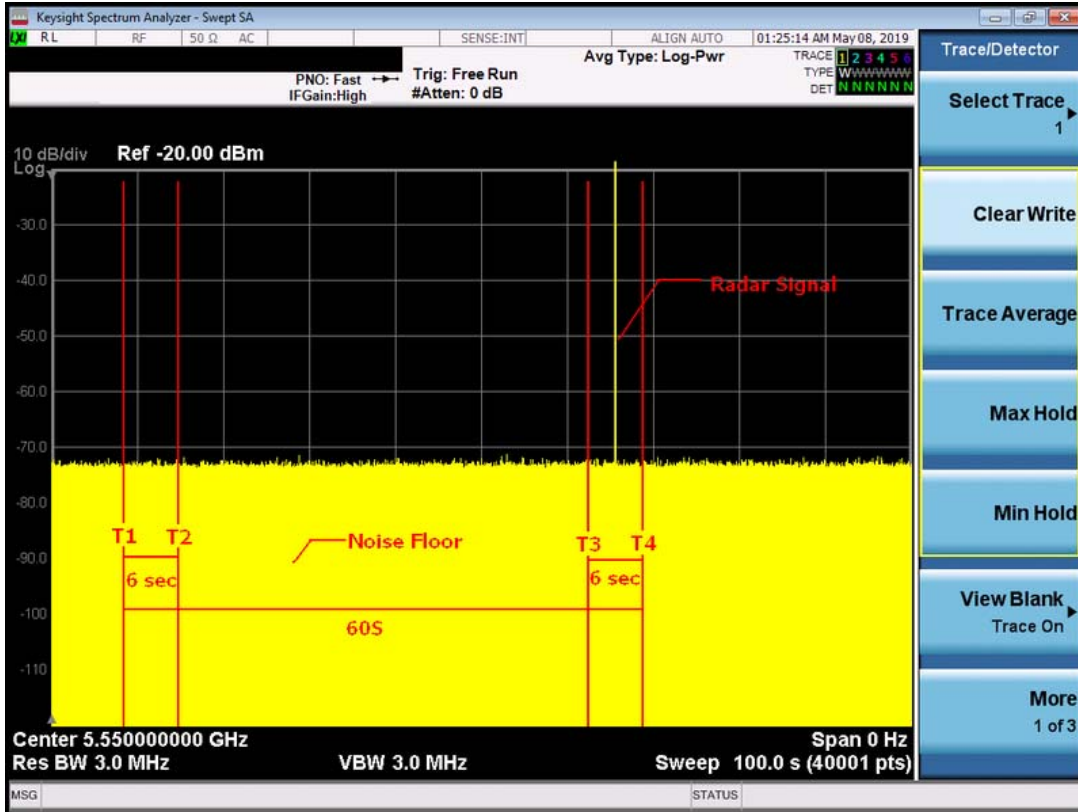 Keysight Spectrum Analyzer - Swept SA
LXI RL RF 50 Ω AC SENSE:INT ALIGN AUTO 01:25:14 AM May 08, 2019
PNO: Fast
IFGain:High
Trig: Free Run
#Atten: 0 dB
Avg Type: Log-Pwr
TRACE 1 2 3 4 5 6
TYPE WWWWWW
DET N N N N N N
10 dB/div Ref -20.00 dBm
Log
-30.0
-40.0
-50.0
-60.0
-70.0
-80.0
-90.0
-100
-110
Radar Signal
T1 T2 Noise Floor T3 T4
6 sec 6 sec
60S
Center 5.550000000 GHz Span 0 Hz
Res BW 3.0 MHz VBW 3.0 MHz Sweep 100.0 s (40001 pts)
MSG STATUS
Trace/Detector
Select Trace
1
Clear Write
Trace Average
Max Hold
Min Hold
View Blank
Trace On
More
1 of 3